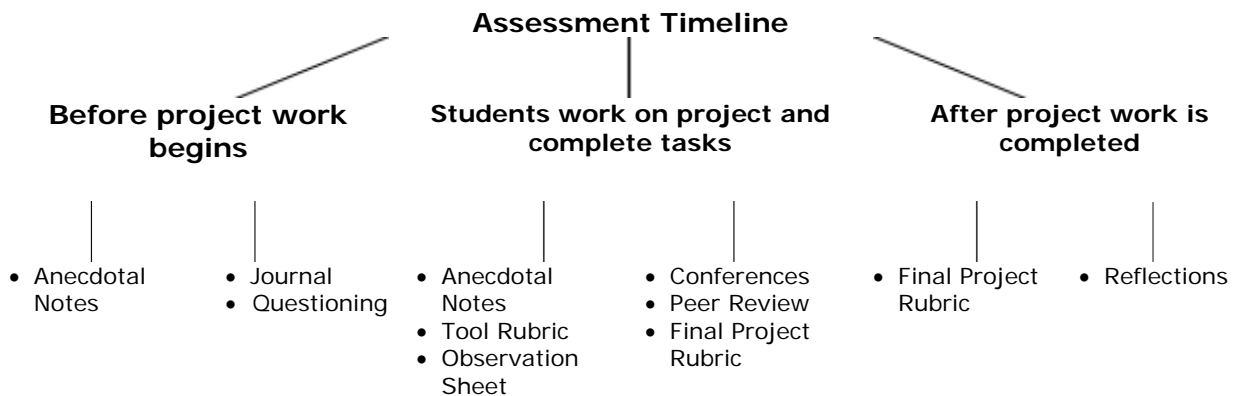 Assessment Timeline
Before project work
begins
Students work on project and
complete tasks
After project work is
completed
• Anecdotal
Notes
• Journal
• Questioning
• Anecdotal
Notes
• Tool Rubric
• Observation
Sheet
• Conferences
• Peer Review
• Final Project
Rubric
• Final Project
Rubric
• Reflections